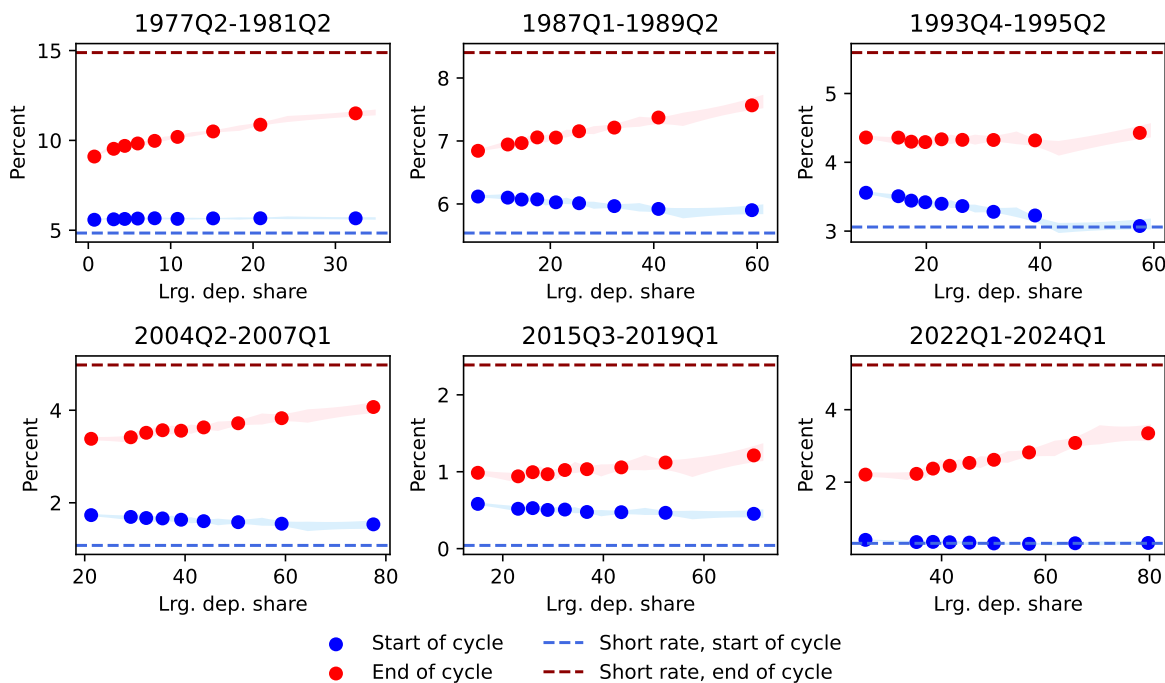 1977Q2-1981Q2
1987Q1-1989Q2
1993Q4-1995Q2
Percent
15
10
5
0
10
20
30
Lrg. dep. share
Percent
8
7
6
20
40
60
Lrg. dep. share
Percent
5
4
3
20
40
60
Lrg. dep. share
2004Q2-2007Q1
2015Q3-2019Q1
2022Q1-2024Q1
Percent
4
2
20
40
60
80
Lrg. dep. share
Percent
2
1
0
20
40
60
Lrg. dep. share
Percent
4
2
40
60
80
Lrg. dep. share
Start of cycle
End of cycle
Short rate, start of cycle
Short rate, end of cycle